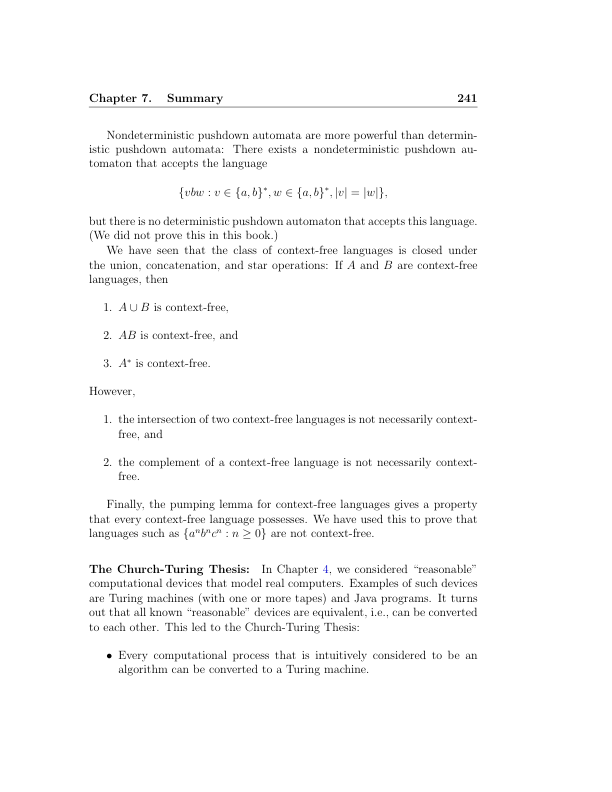 Chapter 7. Summary 241
Nondeterministic pushdown automata are more powerful than determin-
istic pushdown automata: There exists a nondeterministic pushdown au-
tomaton that accepts the language
{vbw : v ∈ {a, b}*, w ∈ {a, b}*, |v| = |w|},
but there is no deterministic pushdown automaton that accepts this language.
(We did not prove this in this book.)
We have seen that the class of context-free languages is closed under
the union, concatenation, and star operations: If A and B are context-free
languages, then
1. A ∪ B is context-free,
2. AB is context-free, and
3. A* is context-free.
However,
1. the intersection of two context-free languages is not necessarily context-
free, and
2. the complement of a context-free language is not necessarily context-
free.
Finally, the pumping lemma for context-free languages gives a property
that every context-free language possesses. We have used this to prove that
languages such as {aⁿbⁿcⁿ : n ≥ 0} are not context-free.
The Church-Turing Thesis: In Chapter 4, we considered “reasonable”
computational devices that model real computers. Examples of such devices
are Turing machines (with one or more tapes) and Java programs. It turns
out that all known “reasonable” devices are equivalent, i.e., can be converted
to each other. This led to the Church-Turing Thesis:
• Every computational process that is intuitively considered to be an
algorithm can be converted to a Turing machine.